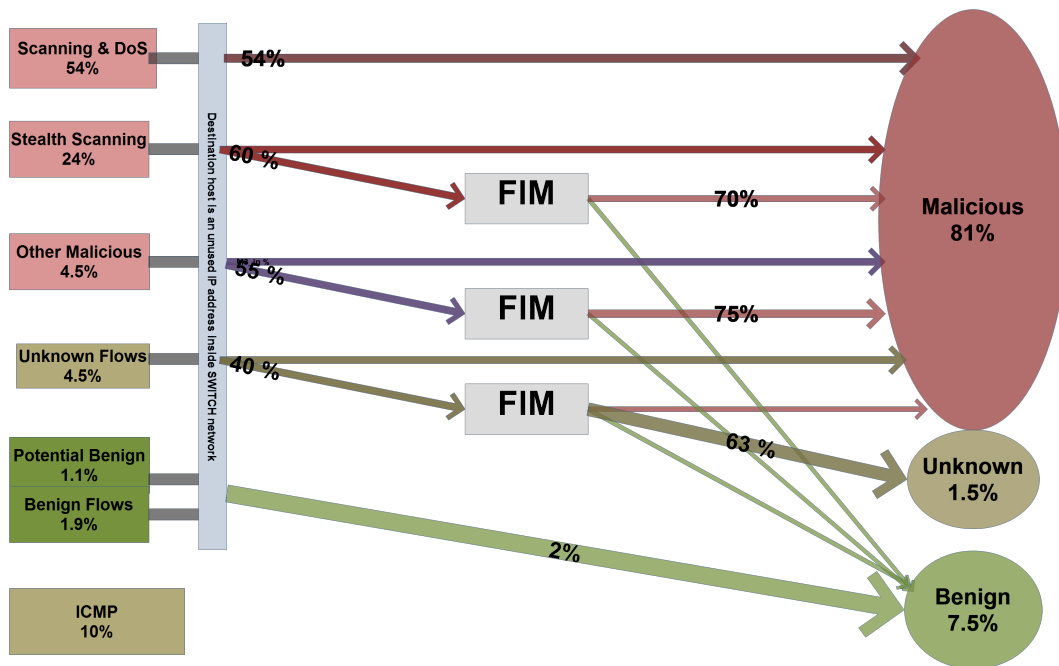 Scanning & DoS
54%
54%
Stealth Scanning
24%
60 %
FIM
70%
Malicious
81%
Destination host is an unused IP address inside SWITCH network
Other Malicious
4.5%
55 %
FIM
75%
Unknown Flows
4.5%
40 %
FIM
63 %
Unknown
1.5%
Potential Benign
1.1%
Benign Flows
1.9%
2%
Benign
7.5%
ICMP
10%